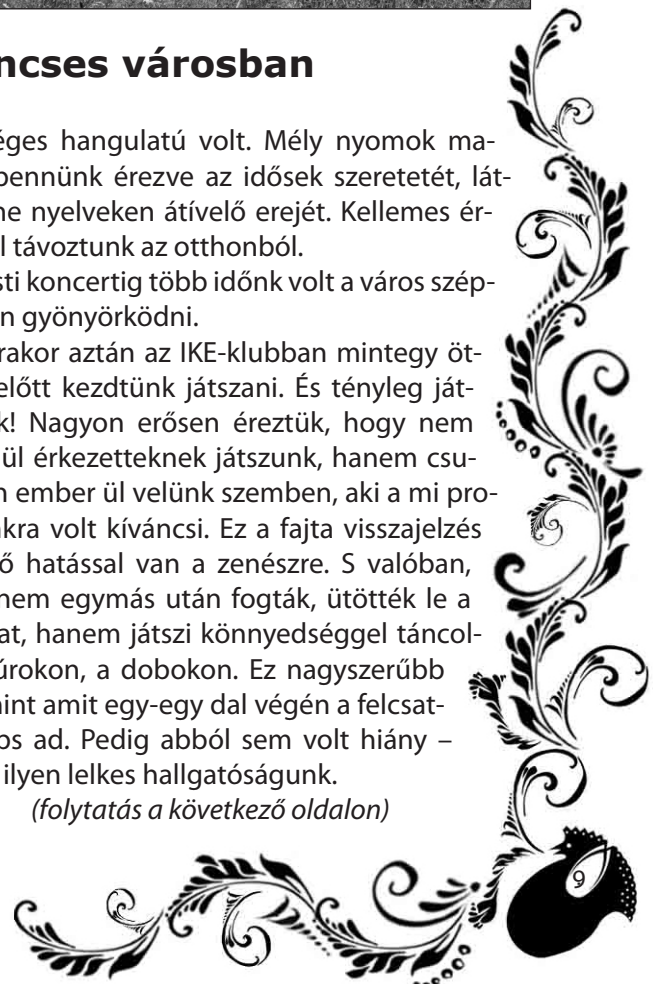 ncses városban
éges hangulatú volt. Mély nyomok ma-
bennünk érezve az idősek szeretetét, lát-
ne nyelveken átívelő erejét. Kellemes ér-
l távoztunk az otthonból.
sti koncertig több időnk volt a város szép-
n gyönyörködni.
rakor aztán az IKE-klubban mintegy öt-
előtt kezdtünk játszani. És tényleg ját-
k! Nagyon erősen éreztük, hogy nem
ül érkezetteknek játszunk, hanem csu-
n ember ül velünk szemben, aki a mi pro-
kra volt kíváncsi. Ez a fajta visszajelzés
ő hatással van a zenészre. S valóban,
nem egymás után fogták, ütötték le a
at, hanem játszi könnyedséggel táncol-
úrokon, a dobokon. Ez nagyszerűbb
mint amit egy-egy dal végén a felcsat-
ps ad. Pedig abból sem volt hiány –
ilyen lelkes hallgatóságunk.
(folytatás a következő oldalon)
9